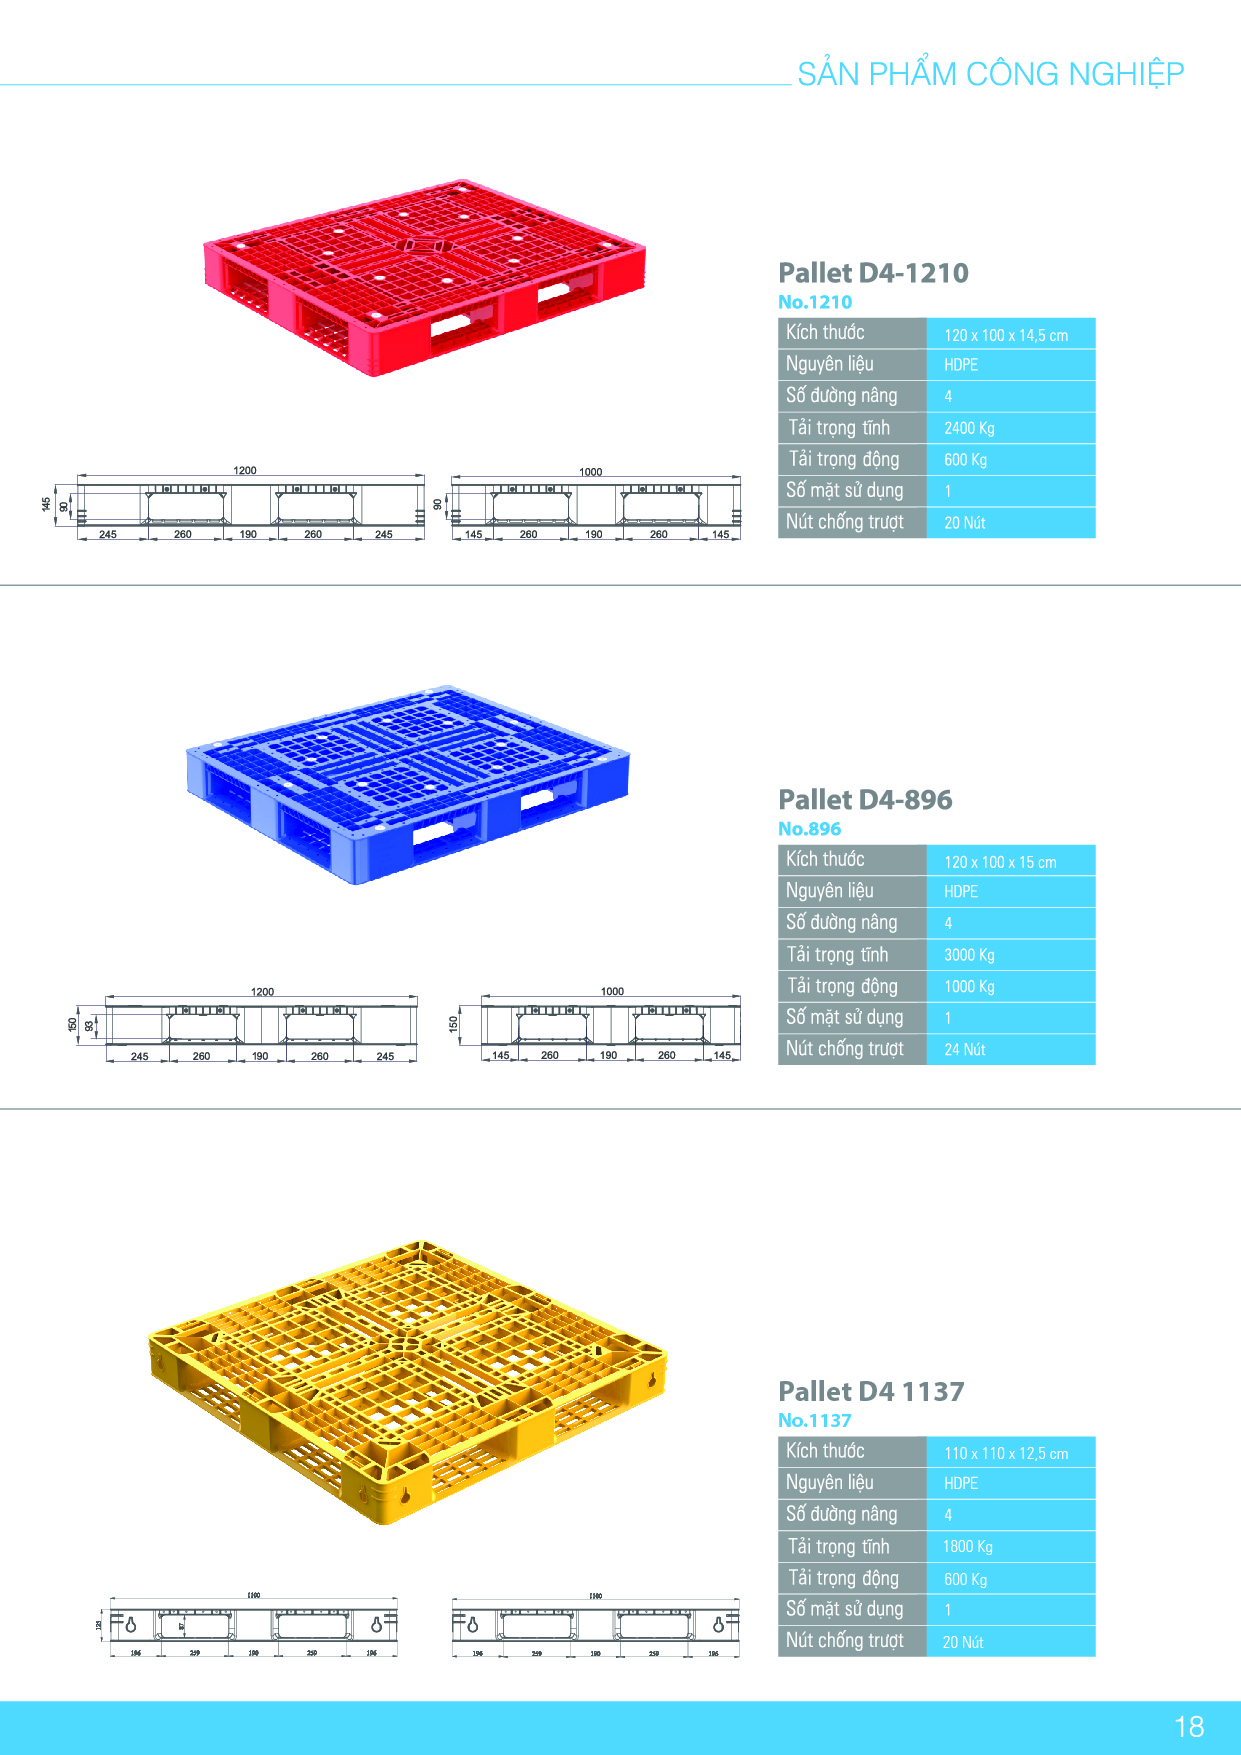 SẢN PHẨM CÔNG NGHIỆP
Pallet D4-1210
No.1210
Kích thước 120 x 100 x 14,5 cm
Nguyên liệu HDPE
Số đường nâng 4
Tải trọng tĩnh 2400 Kg
Tải trọng động 600 Kg
Số mặt sử dụng 1
Nút chống trượt 20 Nút
1200
145
90
245 260 190 260 245
1000
90
145 260 190 260 145
Pallet D4-896
No.896
Kích thước 120 x 100 x 15 cm
Nguyên liệu HDPE
Số đường nâng 4
Tải trọng tĩnh 3000 Kg
Tải trọng động 1000 Kg
Số mặt sử dụng 1
Nút chống trượt 24 Nút
1200
150
93
245 260 190 260 245
1000
150
145 260 190 260 145
Pallet D4 1137
No.1137
Kích thước 110 x 110 x 12,5 cm
Nguyên liệu HDPE
Số đường nâng 4
Tải trọng tĩnh 1800 Kg
Tải trọng động 600 Kg
Số mặt sử dụng 1
Nút chống trượt 20 Nút
1100
125
97
196 259 190 259 196
1100
196 259 190 259 196
18